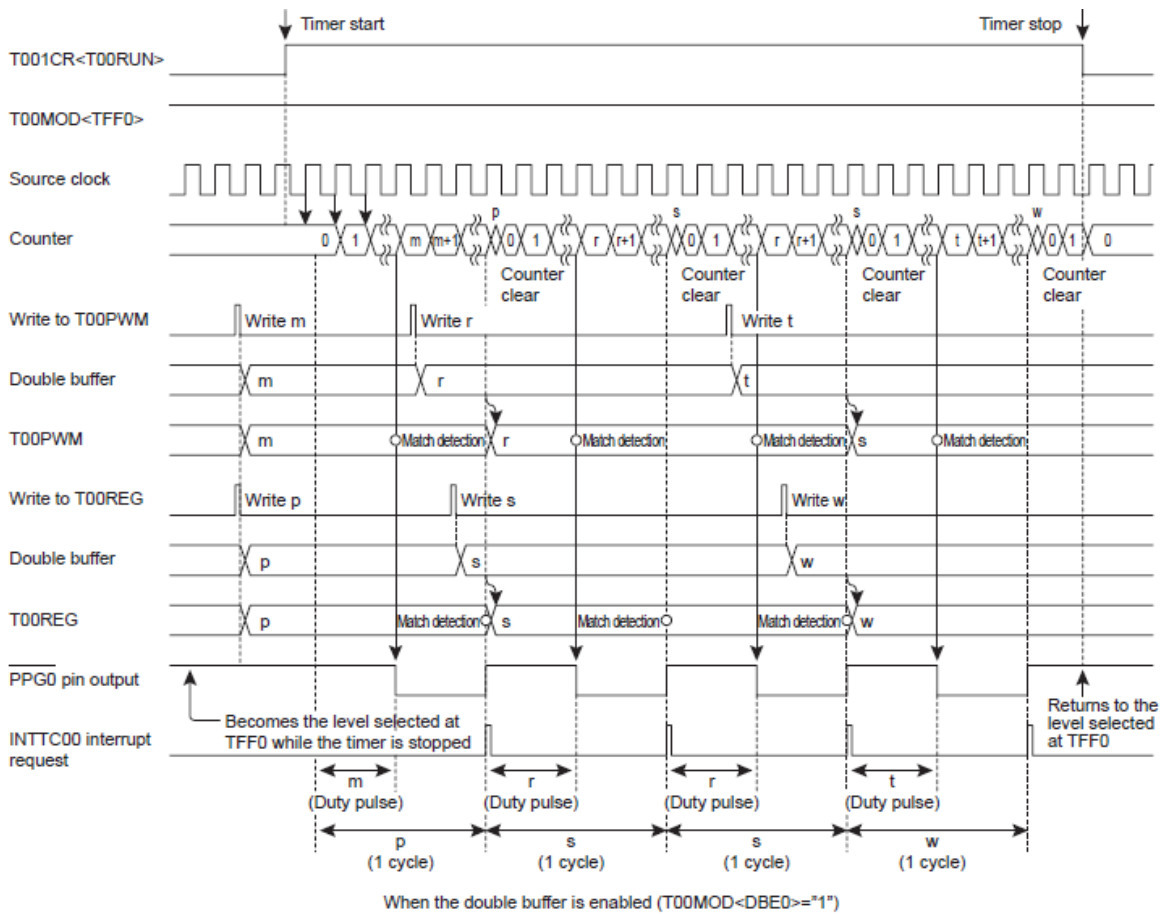 Timer start
Timer stop
T001CR<T00RUN>
T00MOD<TFF0>
Source clock
p s s w
Counter 0 1 m m+1 0 1 r r+1 0 1 r r+1 0 1 t t+1 0 1 0
Counter clear
Counter clear
Counter clear
Counter clear
Write to T00PWM Write m Write r Write t
Double buffer m r t
T00PWM m Match detection r Match detection Match detection s Match detection
Write to T00REG Write p Write s Write w
Double buffer p s w
T00REG p Match detection s Match detection Match detection w
PPG0 pin output
Becomes the level selected at
TFF0 while the timer is stopped
Returns to the
level selected
at TFF0
INTTC00 interrupt
request
m r r t
(Duty pulse) (Duty pulse) (Duty pulse) (Duty pulse)
p s s w
(1 cycle) (1 cycle) (1 cycle) (1 cycle)
When the double buffer is enabled (T00MOD<DBE0>="1")